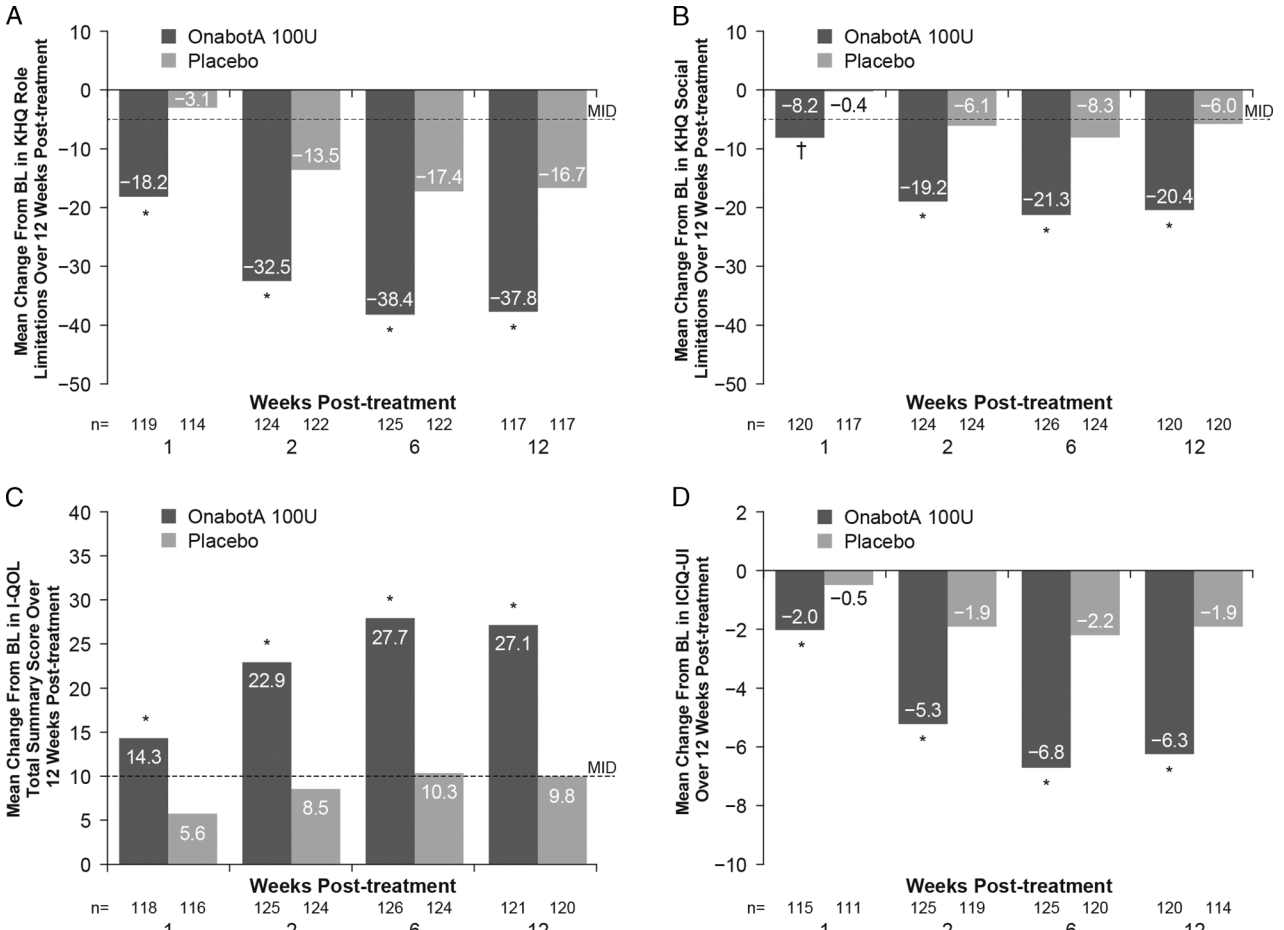 A
Mean Change From BL in KHQ Role
Limitations Over 12 Weeks Post-treatment
OnabotA 100U
Placebo
10
0
−10
−20
−30
−40
−50
MID
−18.2
−3.1
−32.5
−13.5
−38.4
−17.4
−37.8
−16.7
*
*
*
*
Weeks Post-treatment
n= 119 114 124 122 125 122 117 117
1 2 6 12
B
Mean Change From BL in KHQ Social
Limitations Over 12 Weeks Post-treatment
OnabotA 100U
Placebo
10
0
−10
−20
−30
−40
−50
MID
−8.2
−0.4
−19.2
−6.1
−21.3
−8.3
−20.4
−6.0
†
*
*
*
Weeks Post-treatment
n= 120 117 124 124 126 124 120 120
1 2 6 12
C
Mean Change From BL in I-QOL
Total Summary Score Over
12 Weeks Post-treatment
OnabotA 100U
Placebo
40
35
30
25
20
15
10
5
0
MID
14.3
5.6
22.9
8.5
27.7
10.3
27.1
9.8
*
*
*
*
Weeks Post-treatment
n= 118 116 125 124 126 124 121 120
1 2 6 12
D
Mean Change From BL in ICIQ-UI
Over 12 Weeks Post-treatment
OnabotA 100U
Placebo
2
0
−2
−4
−6
−8
−10
−2.0
−0.5
−5.3
−1.9
−6.8
−2.2
−6.3
−1.9
*
*
*
*
Weeks Post-treatment
n= 115 111 125 119 125 120 120 114
1 2 6 12